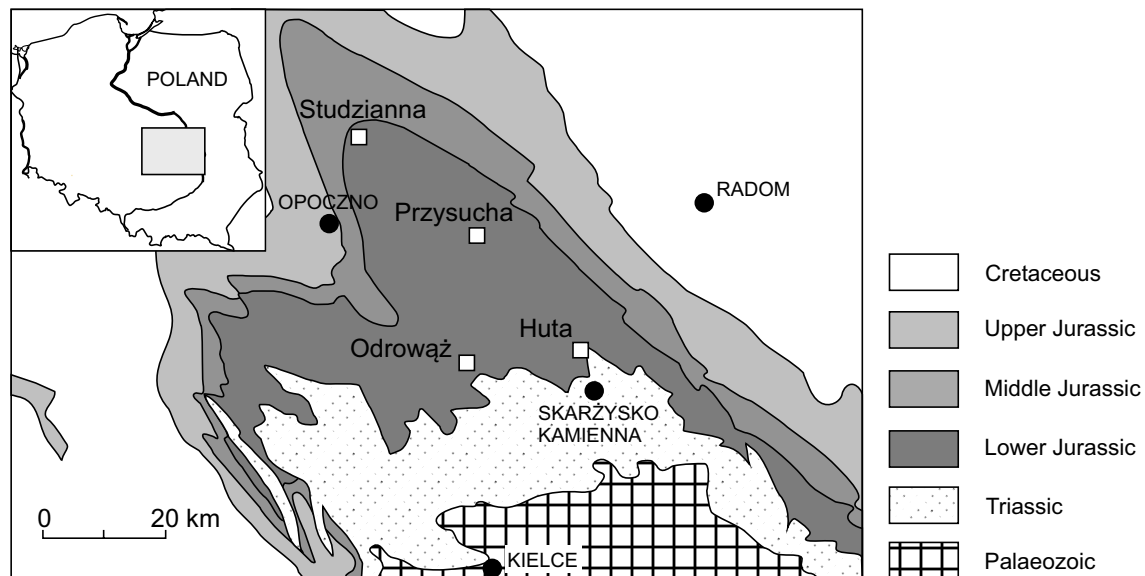 POLAND
Studzianna
OPOCZNO
RADOM
Przysucha
Huta
Odrowąż
SKARŻYSKO
KAMIENNA
0 20 km
KIELCE
Cretaceous
Upper Jurassic
Middle Jurassic
Lower Jurassic
Triassic
Palaeozoic